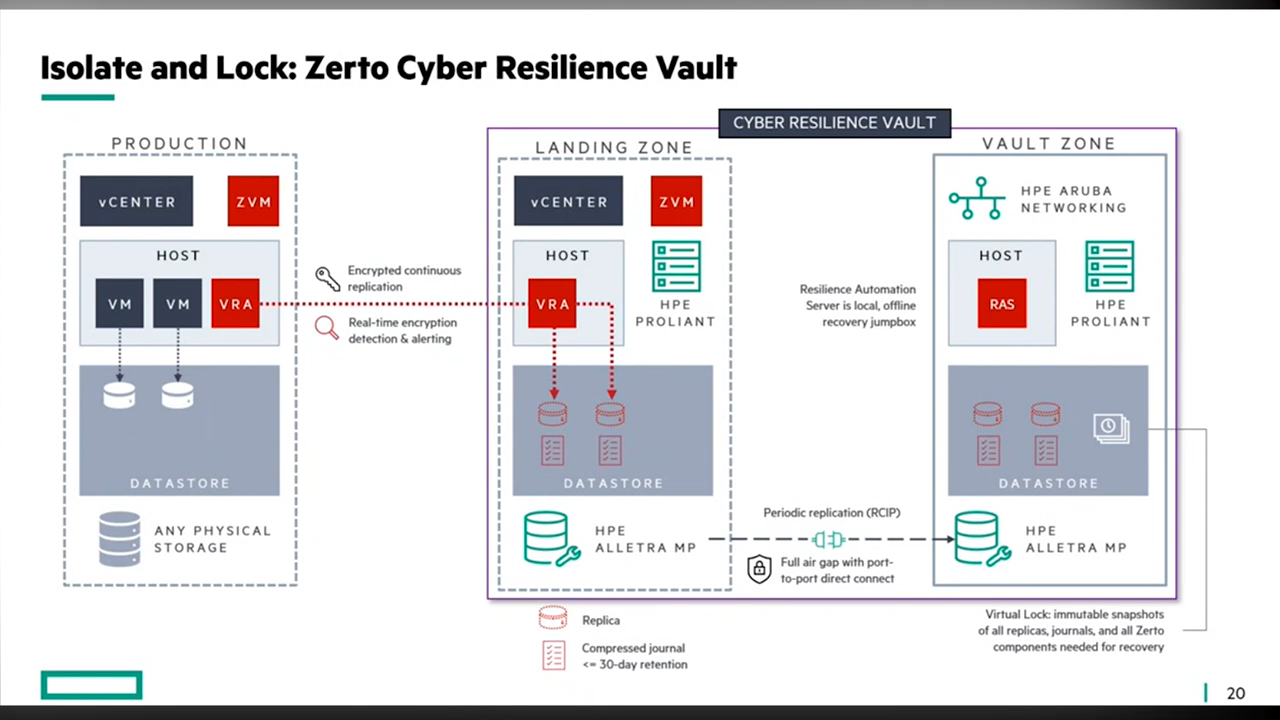 Isolate and Lock: Zerto Cyber Resilience Vault
CYBER RESILIENCE VAULT
PRODUCTION
vCENTER
ZVM
HOST
VM
VM
VRA
DATASTORE
ANY PHYSICAL
STORAGE
Encrypted continuous
replication
Real-time encryption
detection & alerting
LANDING ZONE
vCENTER
ZVM
HOST
VRA
HPE
PROLIANT
DATASTORE
HPE
ALLETRA MP
Resilience Automation
Server is local, offline
recovery jumpbox
Periodic replication (RCIP)
Full air gap with port-
to-port direct connect
VAULT ZONE
HPE ARUBA
NETWORKING
HOST
RAS
HPE
PROLIANT
DATASTORE
HPE
ALLETRA MP
Replica
Compressed journal
<= 30-day retention
Virtual Lock: immutable snapshots
of all replicas, journals, and all Zerto
components needed for recovery
20